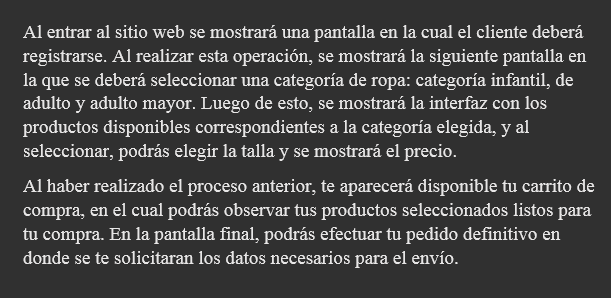 Al entrar al sitio web se mostrará una pantalla en la cual el cliente deberá
registrarse. Al realizar esta operación, se mostrará la siguiente pantalla en
la que se deberá seleccionar una categoría de ropa: categoría infantil, de
adulto y adulto mayor. Luego de esto, se mostrará la interfaz con los
productos disponibles correspondientes a la categoría elegida, y al
seleccionar, podrás elegir la talla y se mostrará el precio.
Al haber realizado el proceso anterior, te aparecerá disponible tu carrito de
compra, en el cual podrás observar tus productos seleccionados listos para
tu compra. En la pantalla final, podrás efectuar tu pedido definitivo en
donde se te solicitaran los datos necesarios para el envío.